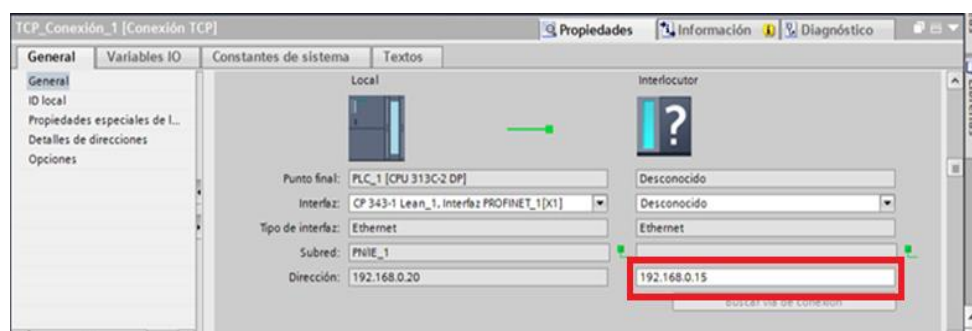 TCP_Conexión_1 [Conexión TCP]
Propiedades
Información
Diagnóstico
General
Variables IO
Constantes de sistema
Textos
General
ID local
Propiedades especiales de l...
Detalles de direcciones
Opciones
Local
Interlocutor
?
Punto final: PLC_1 [CPU 313C-2 DP] Desconocido
Interfaz: CP 343-1 Lean_1, Interfaz PROFINET_1[X1] Desconocido
Tipo de interfaz: Ethernet Ethernet
Subred: PN/IE_1
Dirección: 192.168.0.20 192.168.0.15
Buscar vía de conexión